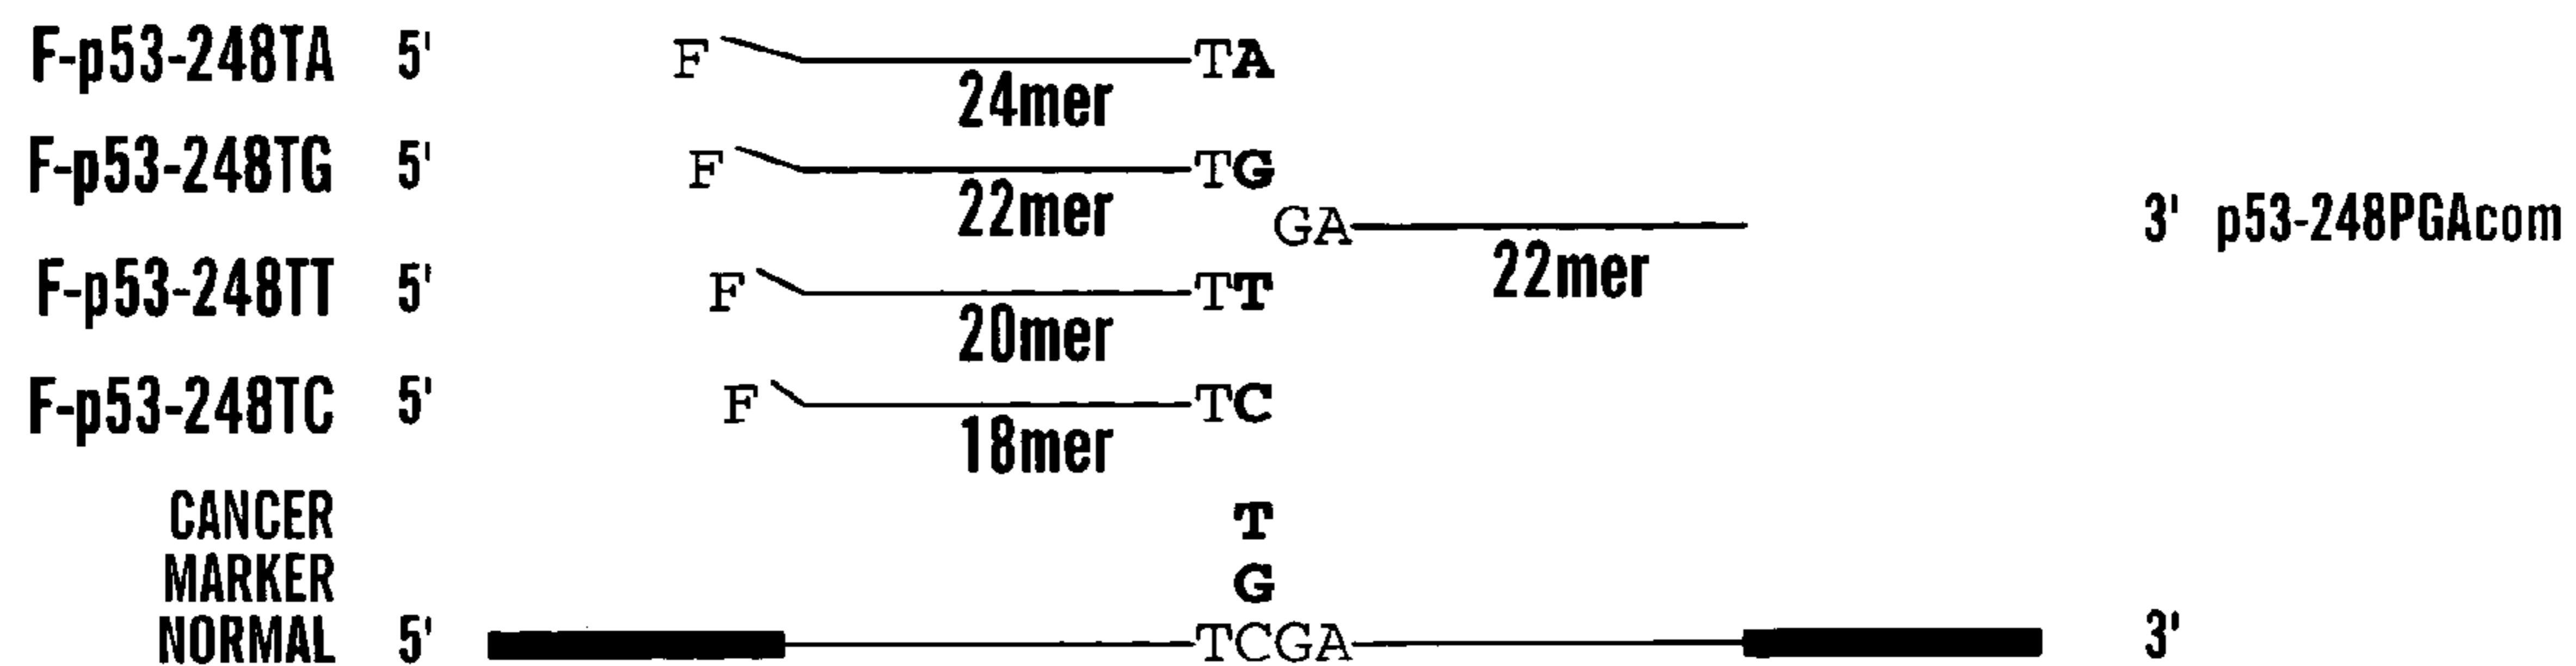 F-p53-248TA 5' F TA
24mer
F-p53-248TG 5' F TG
22mer
GA 3' p53-248PGAcom
22mer
F-p53-248TT 5' F TT
20mer
F-p53-248TC 5' F TC
18mer
CANCER T
MARKER G
NORMAL 5' TCGA 3'